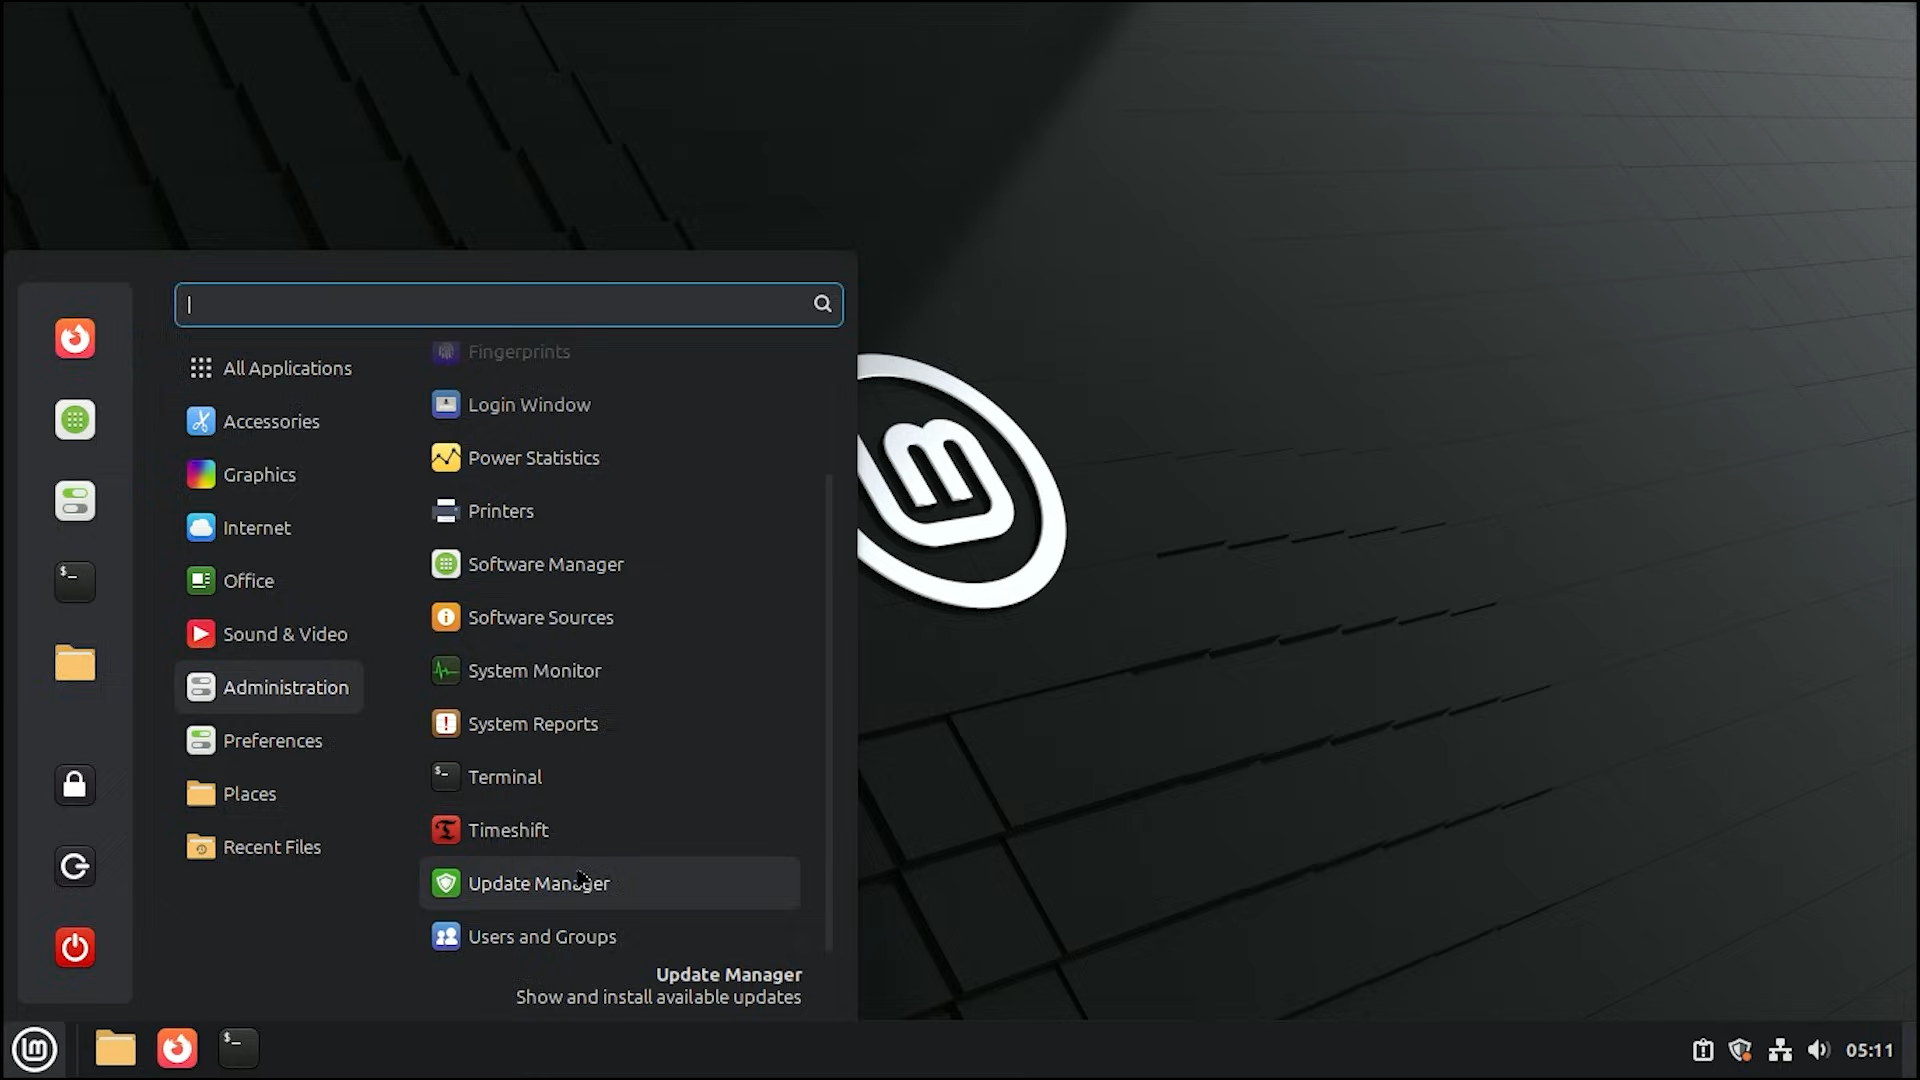 All Applications
Accessories
Graphics
Internet
Office
Sound & Video
Administration
Preferences
Places
Recent Files
Fingerprints
Login Window
Power Statistics
Printers
Software Manager
Software Sources
System Monitor
System Reports
Terminal
Timeshift
Update Manager
Users and Groups
Update Manager
Show and install available updates
05:11